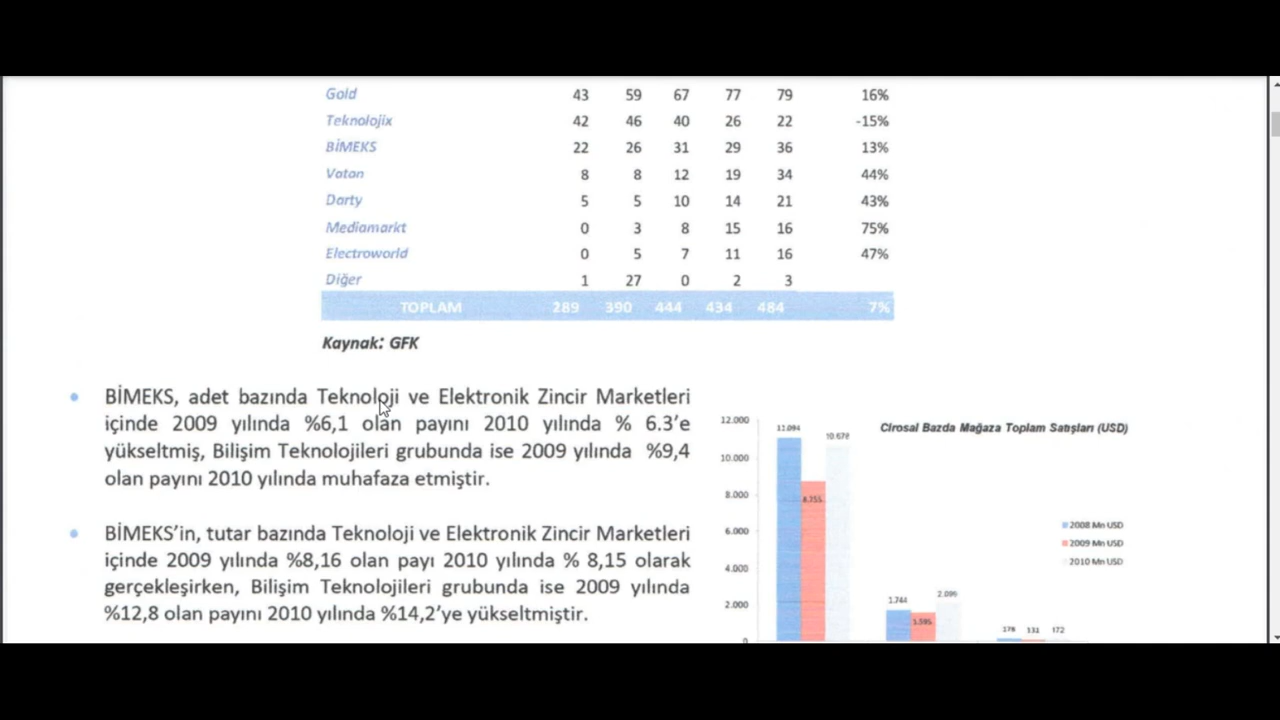 Gold 43 59 67 77 79 16%
Teknolojix 42 46 40 26 22 -15%
BİMEKS 22 26 31 29 36 13%
Vatan 8 8 12 19 34 44%
Darty 5 5 10 14 21 43%
Mediamarkt 0 3 8 15 16 75%
Electroworld 0 5 7 11 16 47%
Diğer 1 27 0 2 3
TOPLAM 289 390 444 434 484 7%
Kaynak: GFK
BİMEKS, adet bazında Teknoloji ve Elektronik Zincir Marketleri
içinde 2009 yılında %6,1 olan payını 2010 yılında % 6.3’e
yükseltmiş, Bilişim Teknolojileri grubunda ise 2009 yılında %9,4
olan payını 2010 yılında muhafaza etmiştir.
BİMEKS’in, tutar bazında Teknoloji ve Elektronik Zincir Marketleri
içinde 2009 yılında %8,16 olan payı 2010 yılında % 8,15 olarak
gerçekleşirken, Bilişim Teknolojileri grubunda ise 2009 yılında
%12,8 olan payını 2010 yılında %14,2’ye yükseltmiştir.
Cirosal Bazda Mağaza Toplam Satışları (USD)
12.000
10.000
8.000
6.000
4.000
2.000
0
11.094
8.755
10.678
1.744
1.595
2.099
178 131 172
2008 Mn USD
2009 Mn USD
2010 Mn USD